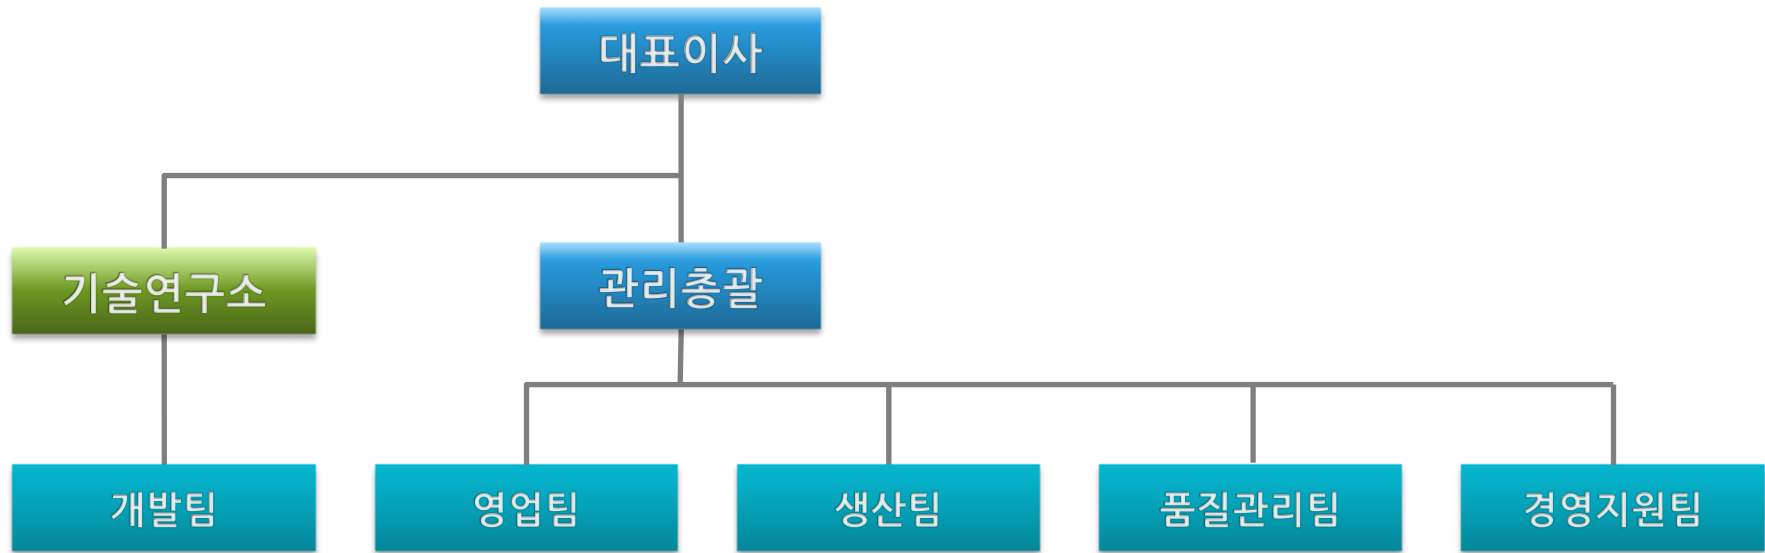 대표이사
기술연구소
관리총괄
개발팀
영업팀
생산팀
품질관리팀
경영지원팀